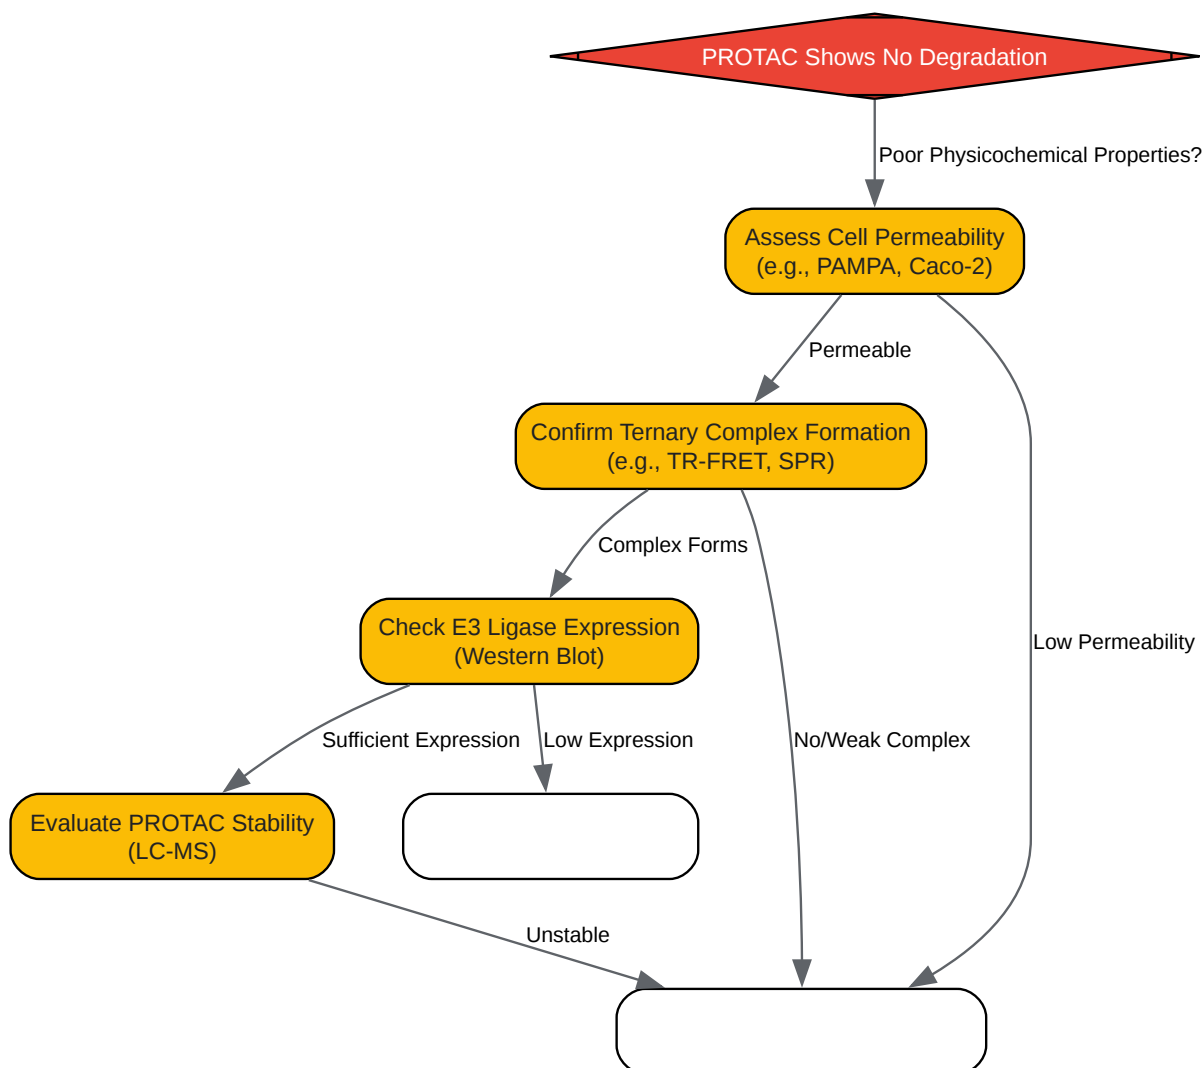 PROTAC Shows No Degradation
Poor Physicochemical Properties?
Assess Cell Permeability
(e.g., PAMPA, Caco-2)
Permeable
Confirm Ternary Complex Formation
(e.g., TR-FRET, SPR)
Complex Forms
Check E3 Ligase Expression
(Western Blot)
Low Permeability
Sufficient Expression
Low Expression
No/Weak Complex
Evaluate PROTAC Stability
(LC-MS)
Unstable